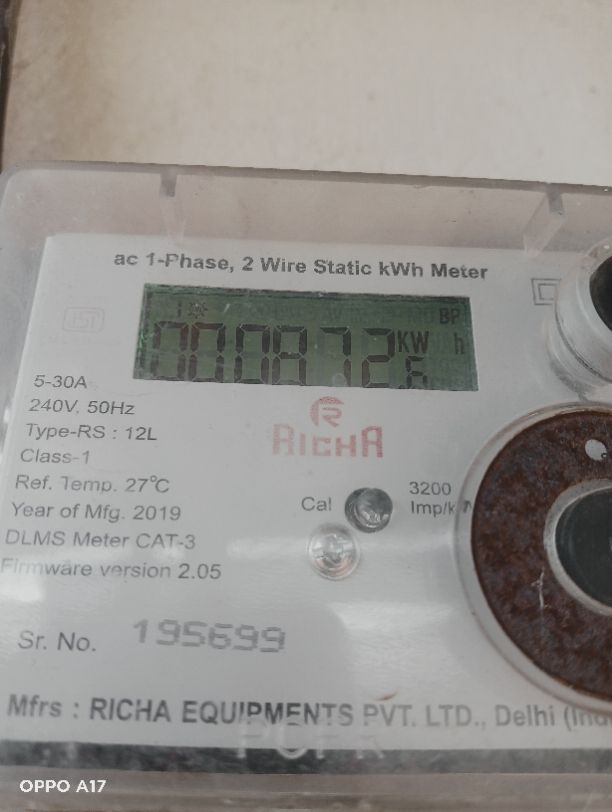 ac 1-Phase, 2 Wire Static kWh Meter
BP
KW h
5-30A
240V, 50Hz
Type-RS : 12L
Class-1
Ref. Temp. 27°C
Year of Mfg. 2019
DLMS Meter CAT-3
Firmware version 2.05
RICHA
Cal
3200
Imp/k
Sr. No. 195699
Mfrs : RICHA EQUIPMENTS PVT. LTD., Delhi
OPPO A17